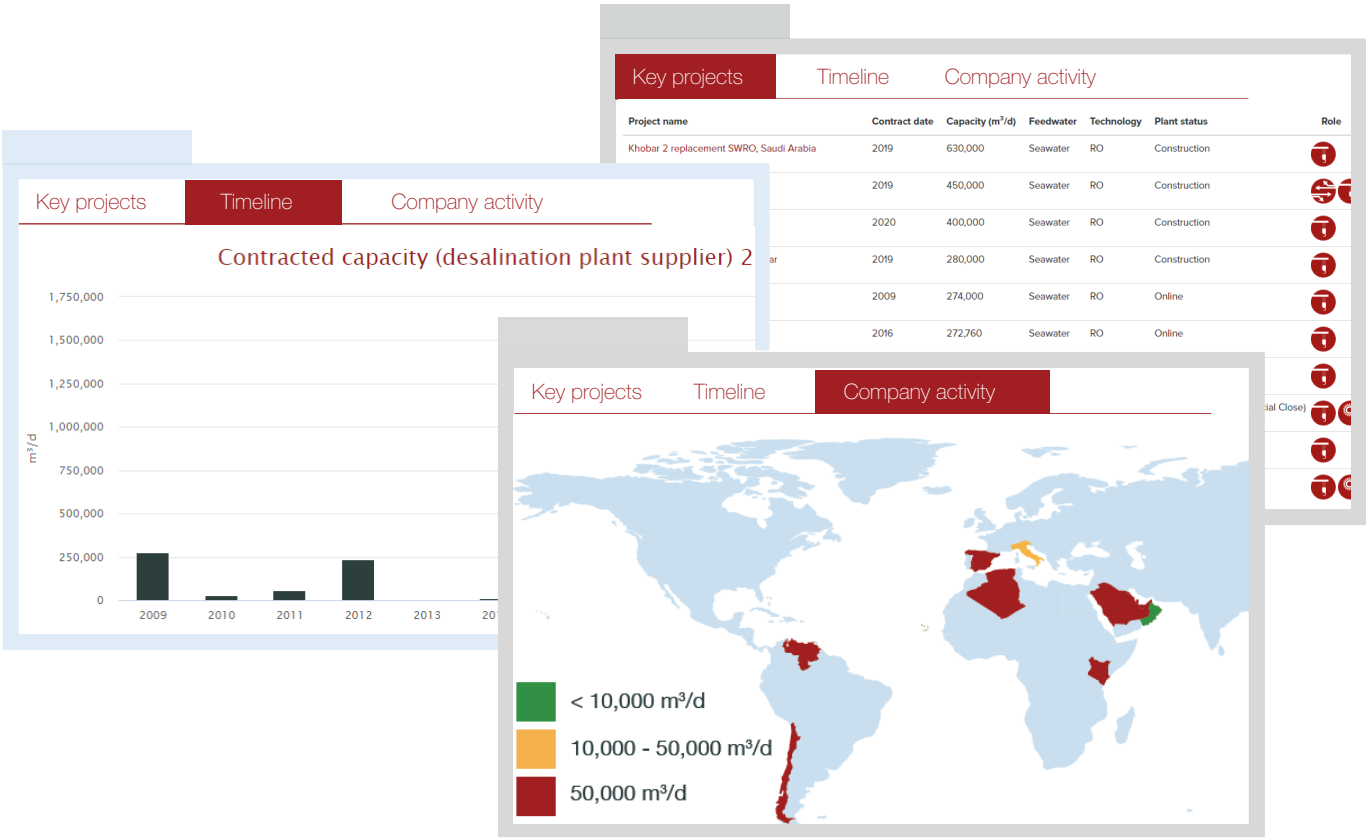 Key projects Timeline Company activity
Project name Contract date Capacity (m³/d) Feedwater Technology Plant status Role
Khobar 2 replacement SWRO, Saudi Arabia 2019 630,000 Seawater RO Construction
2019 450,000 Seawater RO Construction
2020 400,000 Seawater RO Construction
ar 2019 280,000 Seawater RO Construction
2009 274,000 Seawater RO Online
2016 272,760 Seawater RO Online
Close)
Key projects Timeline Company activity
Contracted capacity (desalination plant supplier) 2
1,750,000
1,500,000
1,250,000
1,000,000
750,000
500,000
250,000
0
m³/d
2009 2010 2011 2012 2013 20
Key projects Timeline Company activity
< 10,000 m³/d
10,000 - 50,000 m³/d
50,000 m³/d